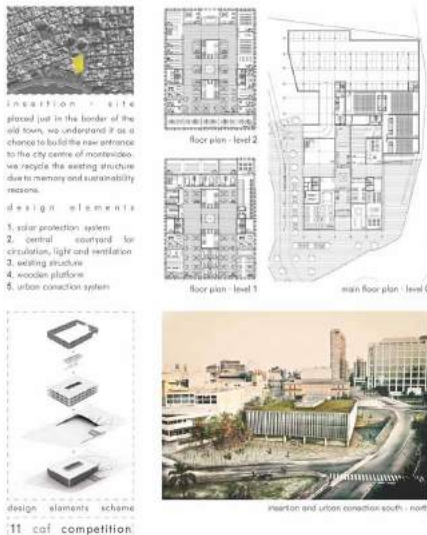 insertion - site
placed just in the border of the
old town, we understand it as a
chance to build the new entrance
to the city centre of montevideo.
we recycle the existing structure
due to memory and sustainability
reasons.
design elements
1. solar protection system
2. central courtyard for
circulation, light and ventilation
3. existing structure
4. wooden platform
5. urban conection system
floor plan - level 2
floor plan - level 1
main floor plan - level 0
design elements scheme
insertion and urban conection south - north
11 caf competition